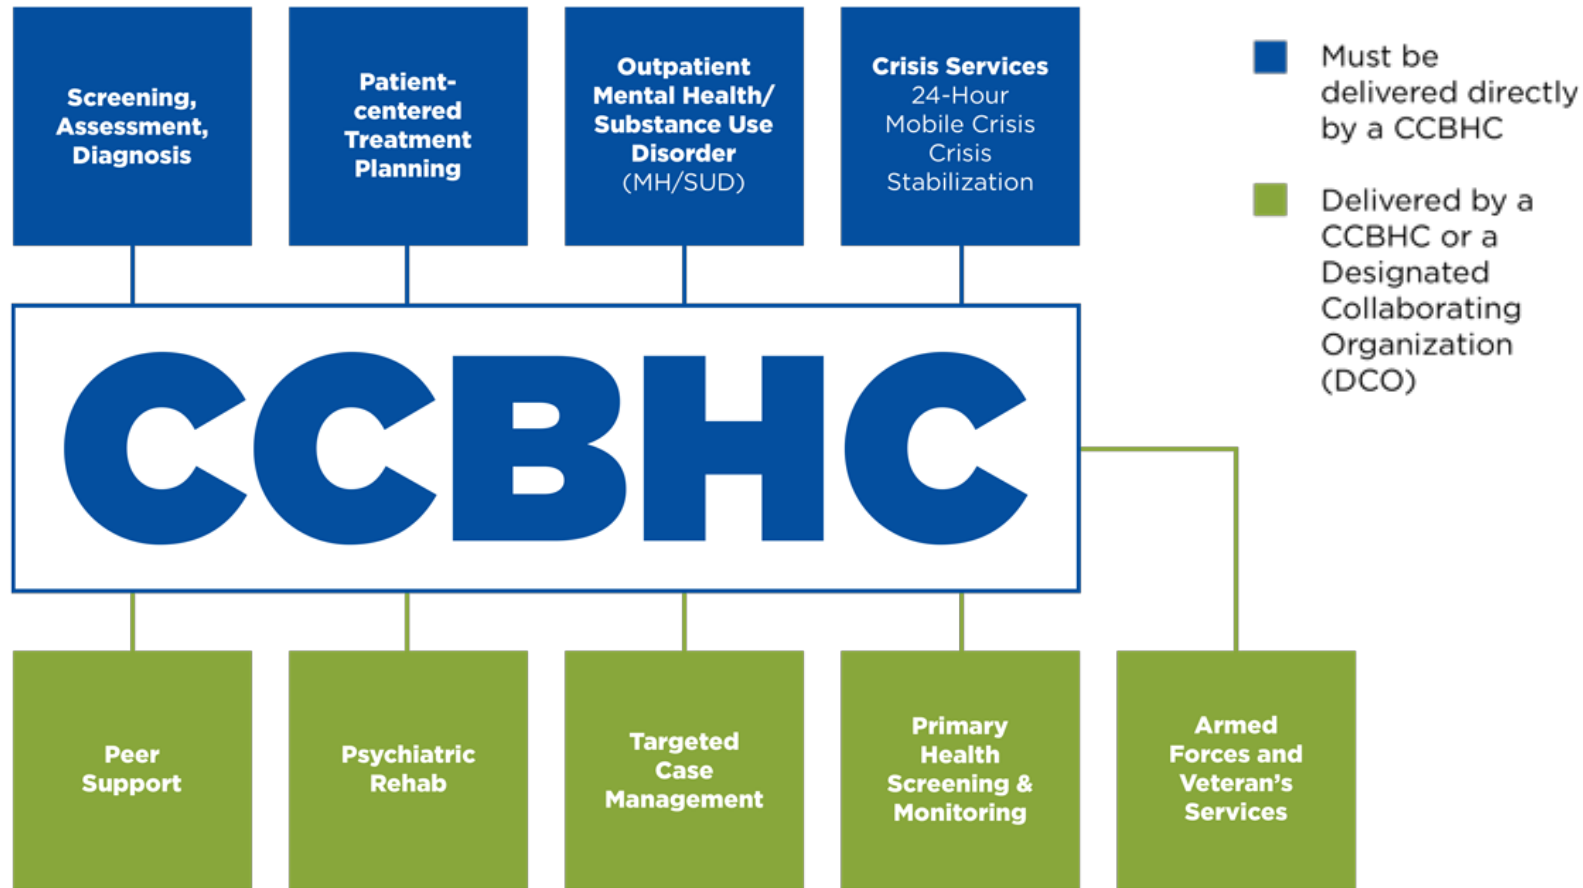 Screening,
Assessment,
Diagnosis
Patient-
centered
Treatment
Planning
Outpatient
Mental Health/
Substance Use
Disorder
(MH/SUD)
Crisis Services
24-Hour
Mobile Crisis
Crisis
Stabilization
Must be
delivered directly
by a CCBHC
Delivered by a
CCBHC or a
Designated
Collaborating
Organization
(DCO)
CCBHC
Peer
Support
Psychiatric
Rehab
Targeted
Case
Management
Primary
Health
Screening &
Monitoring
Armed
Forces and
Veteran’s
Services